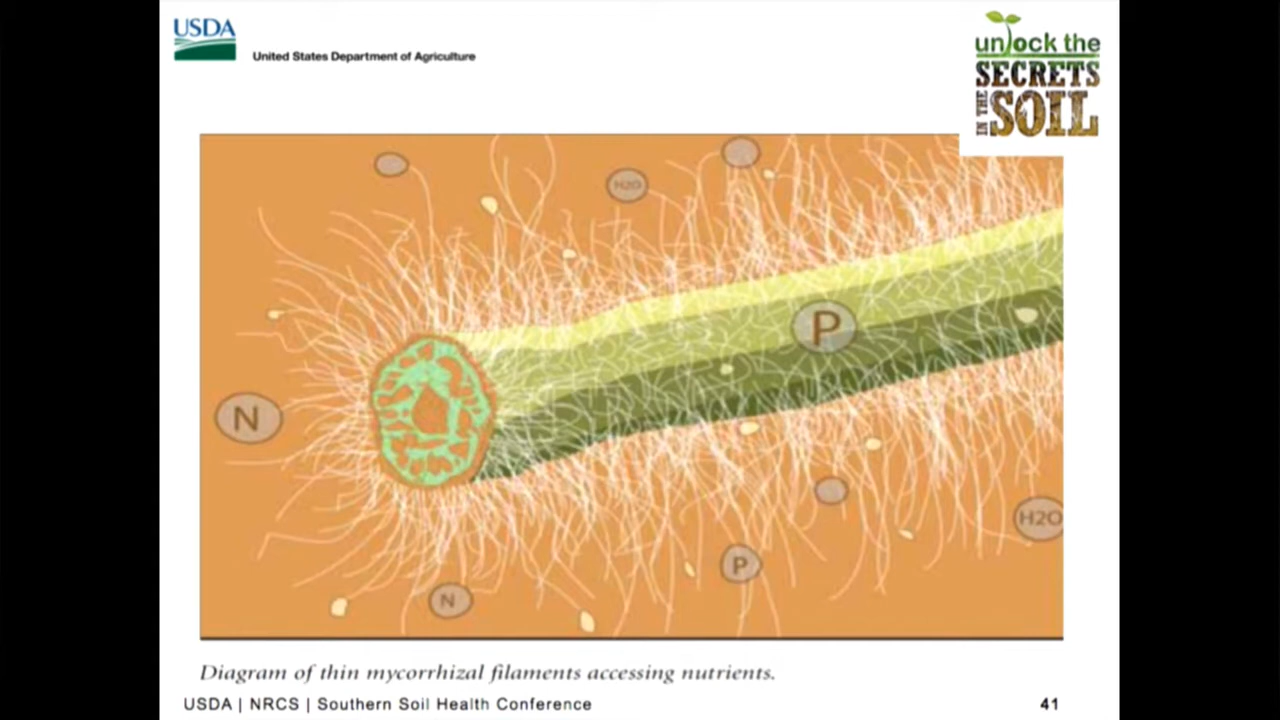 USDA
United States Department of Agriculture
unlock the
SECRETS
IN THE
SOIL
H2O
P
N
H2O
P
N
Diagram of thin mycorrhizal filaments accessing nutrients.
USDA | NRCS | Southern Soil Health Conference
41